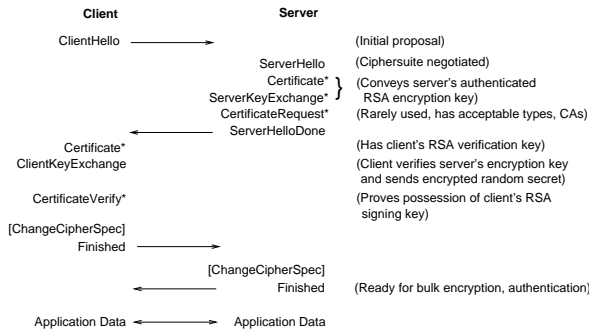 Client Server
ClientHello (Initial proposal)
ServerHello (Ciphersuite negotiated)
Certificate* (Conveys server's authenticated
ServerKeyExchange* } RSA encryption key)
CertificateRequest* (Rarely used, has acceptable types, CAs)
ServerHelloDone
Certificate* (Has client's RSA verification key)
ClientKeyExchange (Client verifies server's encryption key
and sends encrypted random secret)
CertificateVerify* (Proves possession of client's RSA
signing key)
[ChangeCipherSpec]
Finished
[ChangeCipherSpec]
Finished (Ready for bulk encryption, authentication)
Application Data Application Data